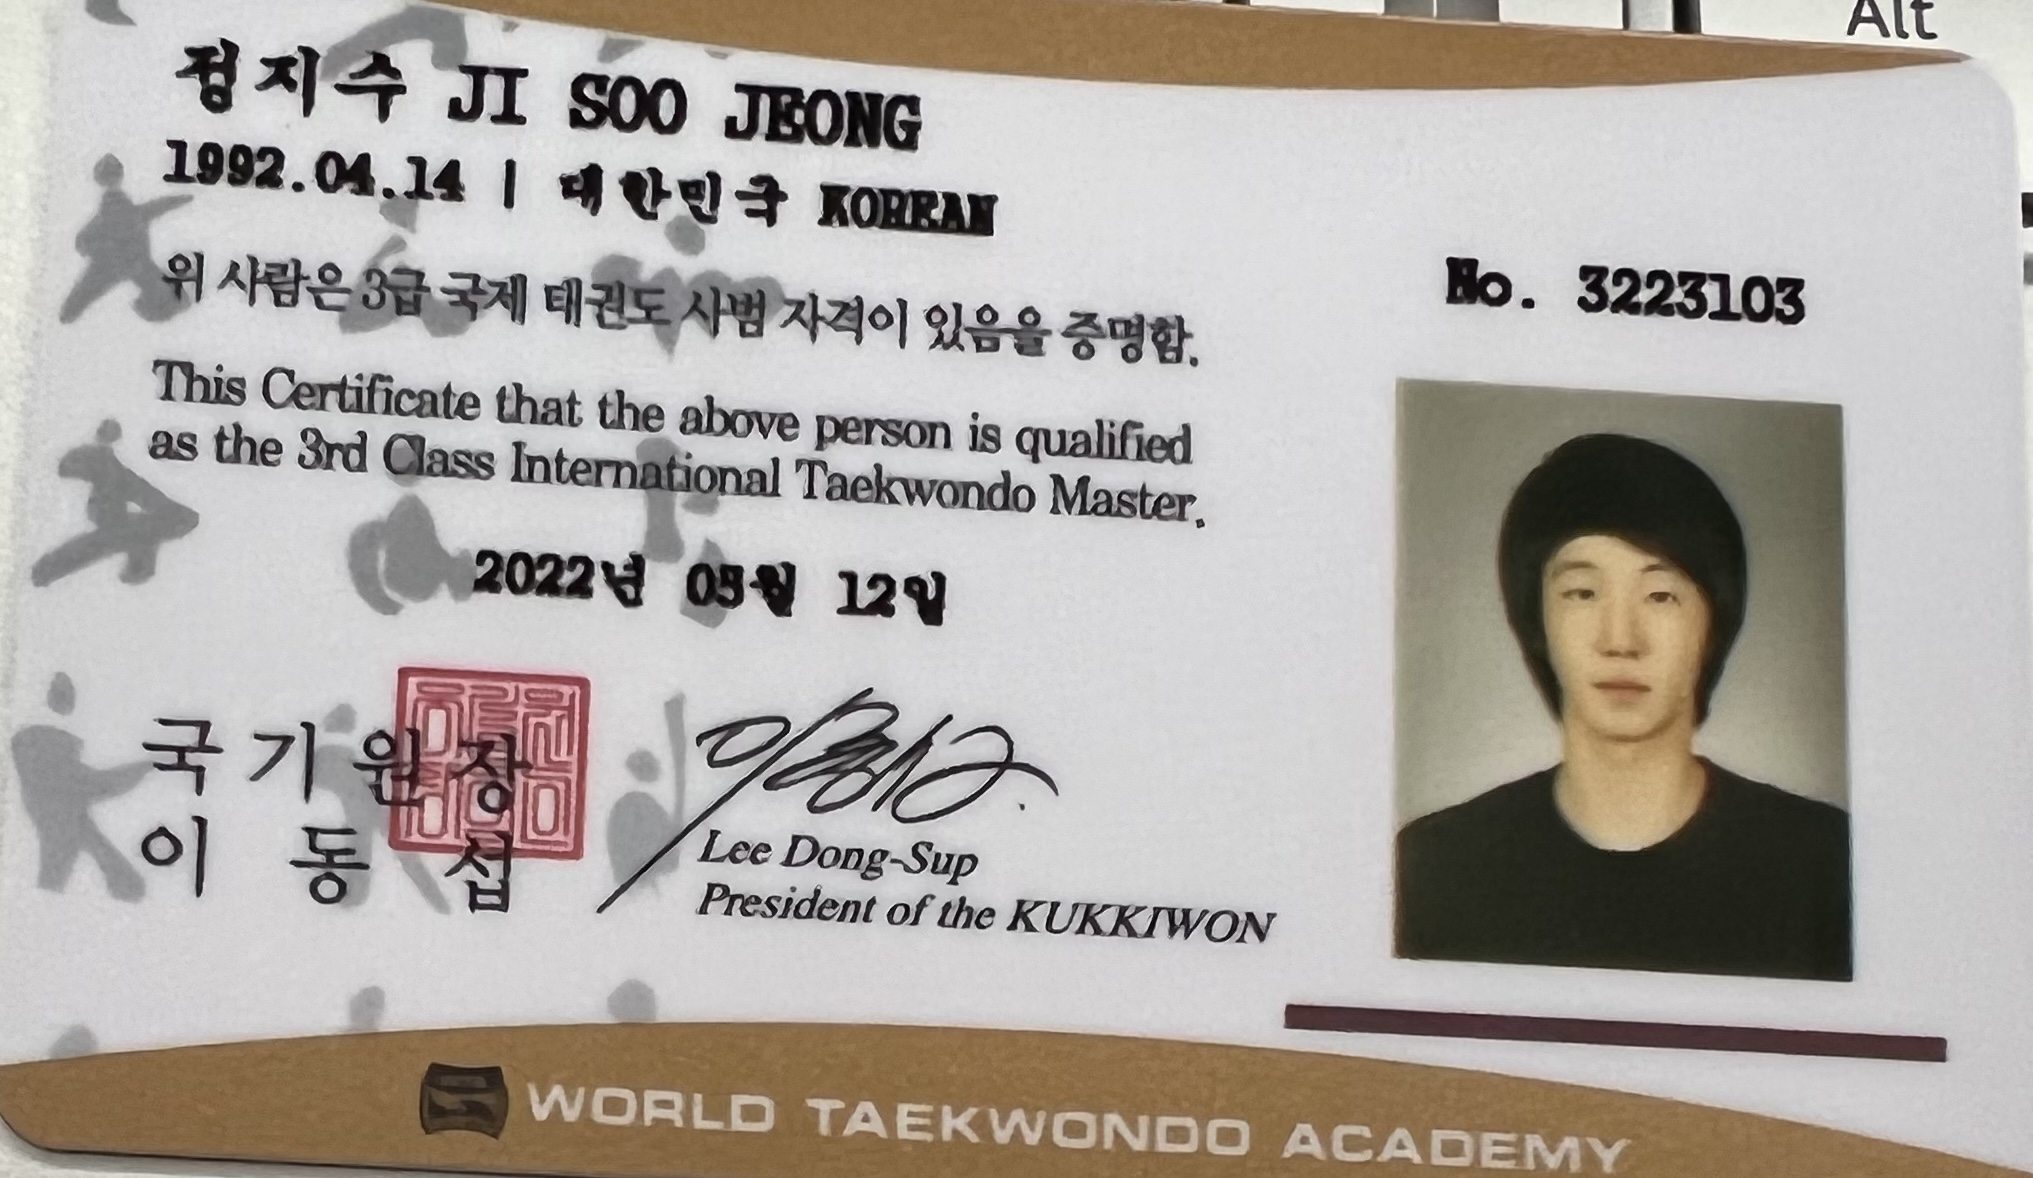 Alt
정지수 JI SOO JEONG
1992.04.14 | 대한민국 KOREAN
위 사람은 3급 국제 태권도 사범 자격이 있음을 증명함.
This Certificate that the above person is qualified
as the 3rd Class International Taekwondo Master.
2022년 05월 12일
No. 3223103
국기원장
이동섭
Lee Dong-Sup
President of the KUKKIWON
WORLD TAEKWONDO ACADEMY